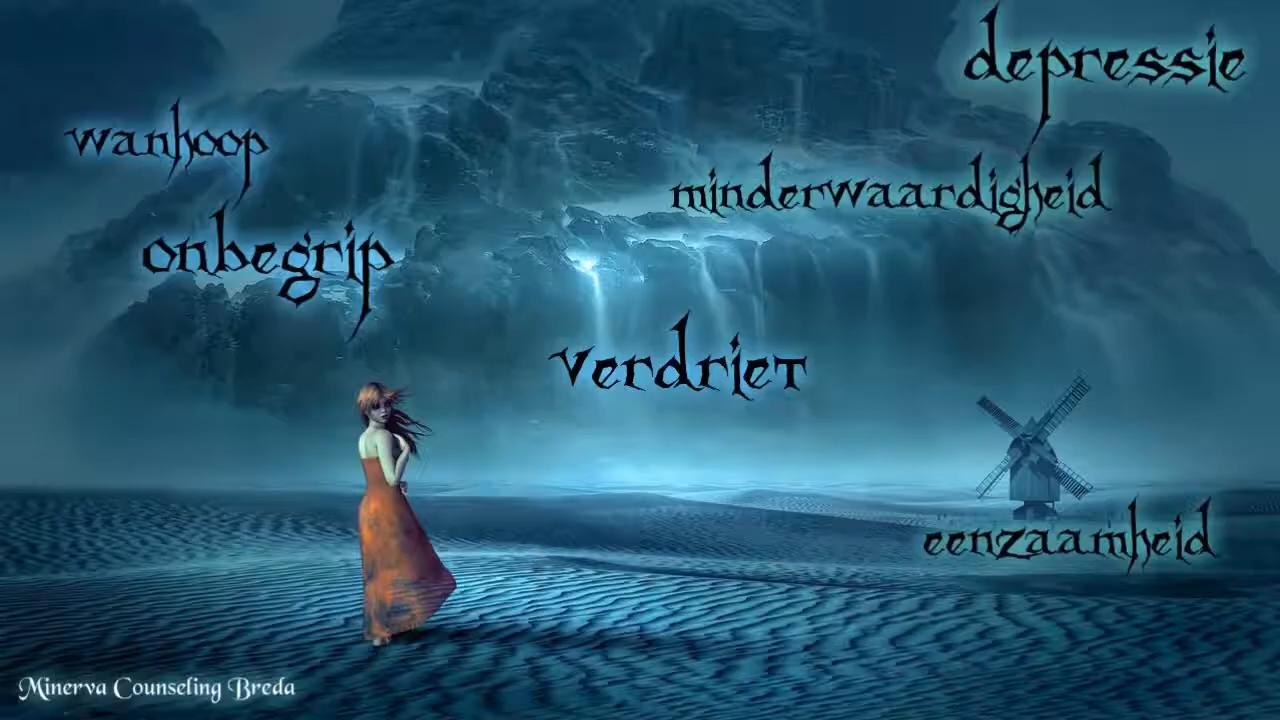 depressie
wanhoop
minderwaardigheid
onbegrip
verdriet
eenzaamheid
Minerva Counseling Breda